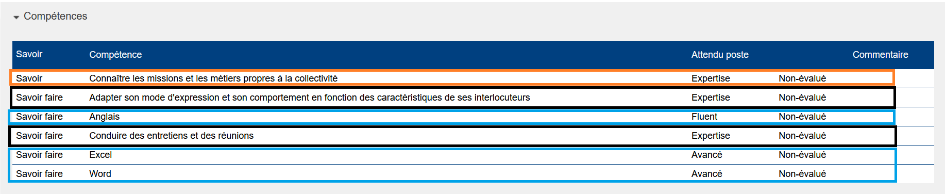 Compétences
Savoir Compétence Attendu poste Commentaire
Savoir Connaître les missions et les métiers propres à la collectivité Expertise Non-évalué
Savoir faire Adapter son mode d'expression et son comportement en fonction des caractéristiques de ses interlocuteurs Expertise Non-évalué
Savoir faire Anglais Fluent Non-évalué
Savoir faire Conduire des entretiens et des réunions Expertise Non-évalué
Savoir faire Excel Avancé Non-évalué
Savoir faire Word Avancé Non-évalué